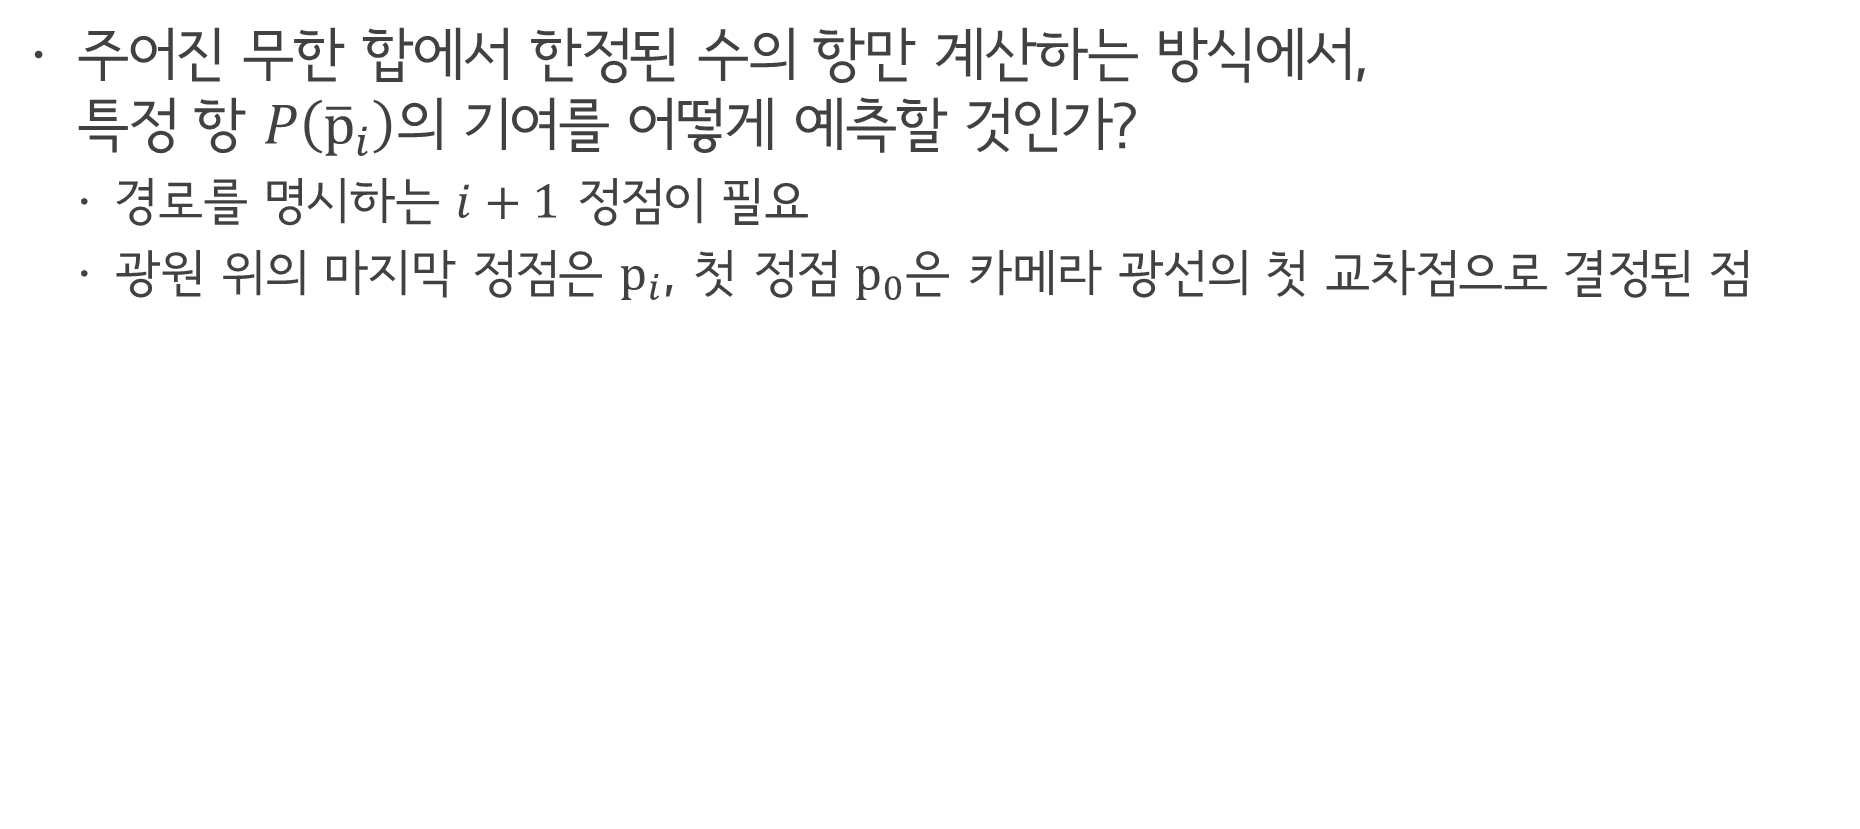 • 주어진 무한 합에서 한정된 수의 항만 계산하는 방식에서,
특정 항 P(p̅ᵢ)의 기여를 어떻게 예측할 것인가?
• 경로를 명시하는 i + 1 정점이 필요
• 광원 위의 마지막 정점은 pᵢ, 첫 정점 p₀은 카메라 광선의 첫 교차점으로 결정된 점